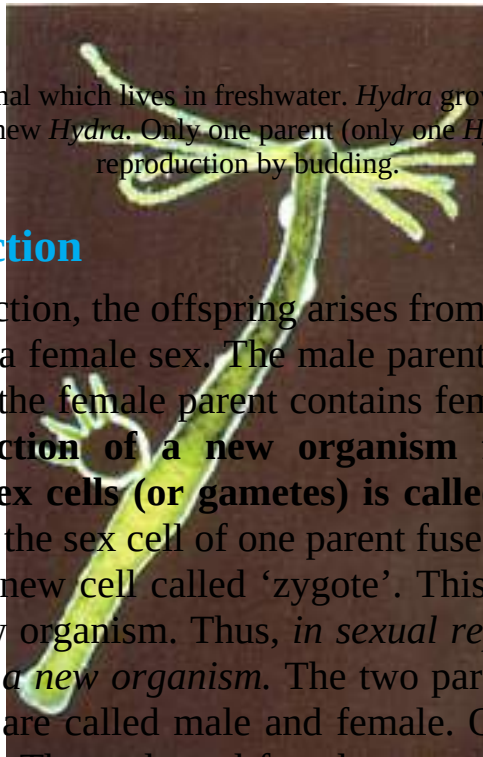 nal which lives in freshwater. Hydra grow
new Hydra. Only one parent (only one H
reproduction by budding.
ction
ction, the offspring arises from
a female sex. The male parent
the female parent contains fem
ction of a new organism
ex cells (or gametes) is calle
the sex cell of one parent fuse
new cell called ‘zygote’. This
organism. Thus, in sexual re
a new organism. The two par
are called male and female.